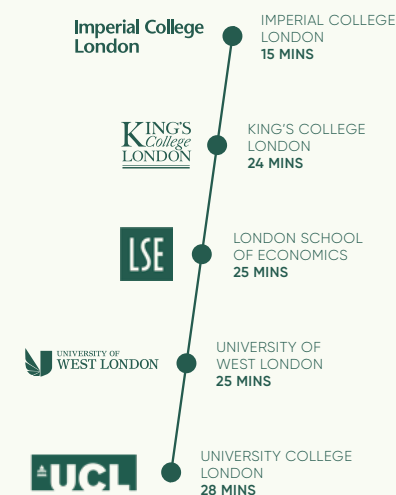 Imperial College
London
IMPERIAL COLLEGE
LONDON
15 MINS
KING'S
College
LONDON
KING'S COLLEGE
LONDON
24 MINS
LSE
LONDON SCHOOL
OF ECONOMICS
25 MINS
UNIVERSITY OF
WEST LONDON
UNIVERSITY OF
WEST LONDON
25 MINS
UCL
UNIVERSITY COLLEGE
LONDON
28 MINS